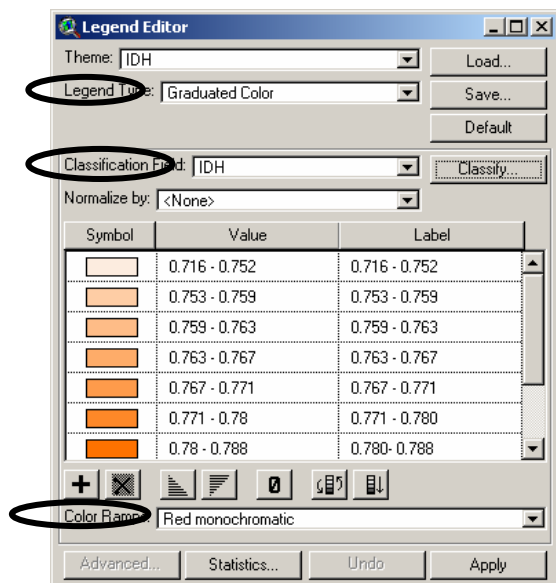 Legend Editor
Theme: IDH Load...
Legend Type: Graduated Color Save...
Default
Classification Field: IDH Classify...
Normalize by: <None>
Symbol Value Label
0.716 - 0.752 0.716 - 0.752
0.753 - 0.759 0.753 - 0.759
0.759 - 0.763 0.759 - 0.763
0.763 - 0.767 0.763 - 0.767
0.767 - 0.771 0.767 - 0.771
0.771 - 0.78 0.771 - 0.780
0.78 - 0.788 0.780- 0.788
0
Color Ramps: Red monochromatic
Advanced... Statistics... Undo Apply